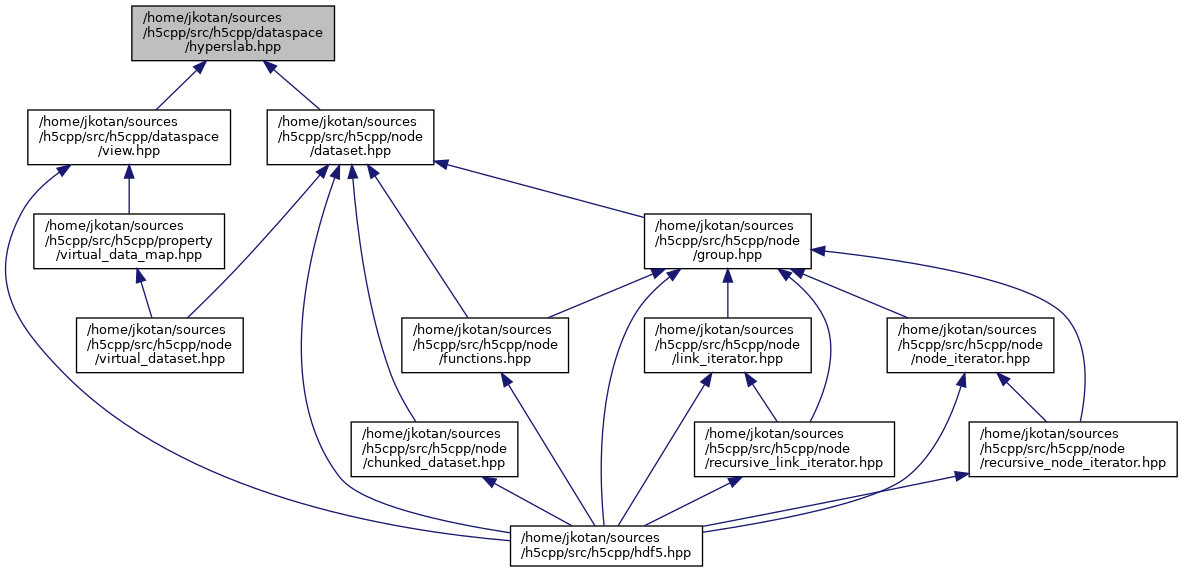 /home/jkotan/sources
/h5cpp/src/h5cpp/dataspace
/hyperslab.hpp
/home/jkotan/sources
/h5cpp/src/h5cpp/dataspace
/view.hpp
/home/jkotan/sources
/h5cpp/src/h5cpp/node
/dataset.hpp
/home/jkotan/sources
/h5cpp/src/h5cpp/property
/virtual_data_map.hpp
/home/jkotan/sources
/h5cpp/src/h5cpp/node
/group.hpp
/home/jkotan/sources
/h5cpp/src/h5cpp/node
/virtual_dataset.hpp
/home/jkotan/sources
/h5cpp/src/h5cpp/node
/functions.hpp
/home/jkotan/sources
/h5cpp/src/h5cpp/node
/link_iterator.hpp
/home/jkotan/sources
/h5cpp/src/h5cpp/node
/node_iterator.hpp
/home/jkotan/sources
/h5cpp/src/h5cpp/node
/chunked_dataset.hpp
/home/jkotan/sources
/h5cpp/src/h5cpp/node
/recursive_link_iterator.hpp
/home/jkotan/sources
/h5cpp/src/h5cpp/node
/recursive_node_iterator.hpp
/home/jkotan/sources
/h5cpp/src/h5cpp/hdf5.hpp